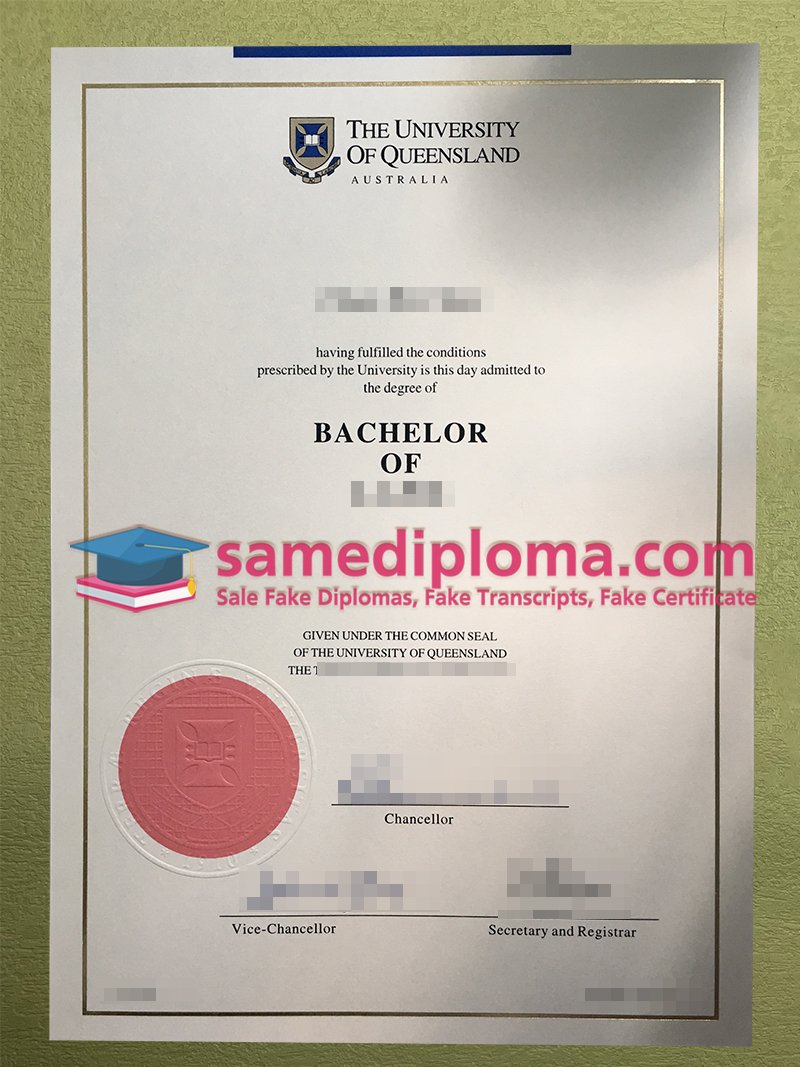 THE UNIVERSITY
OF QUEENSLAND
AUSTRALIA
having fulfilled the conditions
prescribed by the University is this day admitted to
the degree of
BACHELOR
OF
samediploma.com
Sale Fake Diplomas, Fake Transcripts, Fake Certificate
GIVEN UNDER THE COMMON SEAL
OF THE UNIVERSITY OF QUEENSLAND
THE
Chancellor
Vice-Chancellor
Secretary and Registrar